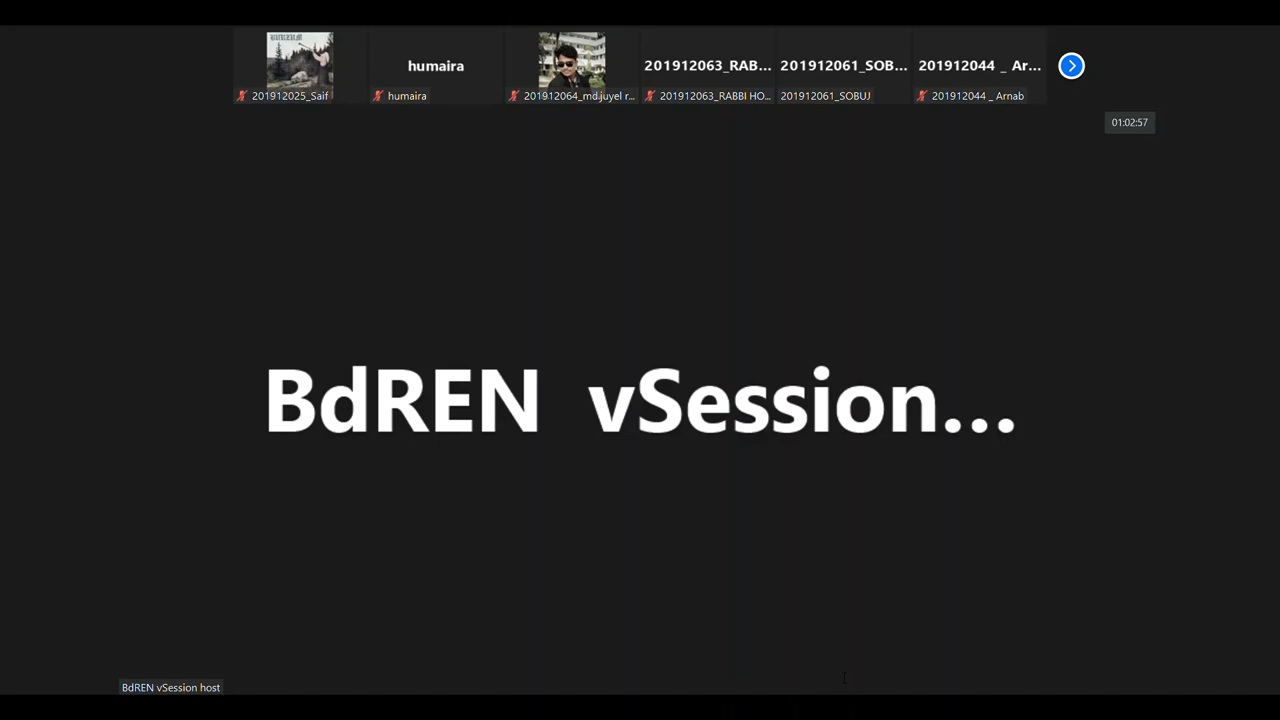 humaira
201912063_RAB...
201912061_SOB...
201912044 _ Ar...
201912025_Saif
humaira
201912064_md.juyel r...
201912063_RABBI HO...
201912061_SOBUJ
201912044 _ Arnab
01:02:57
BdREN vSession...
BdREN vSession host